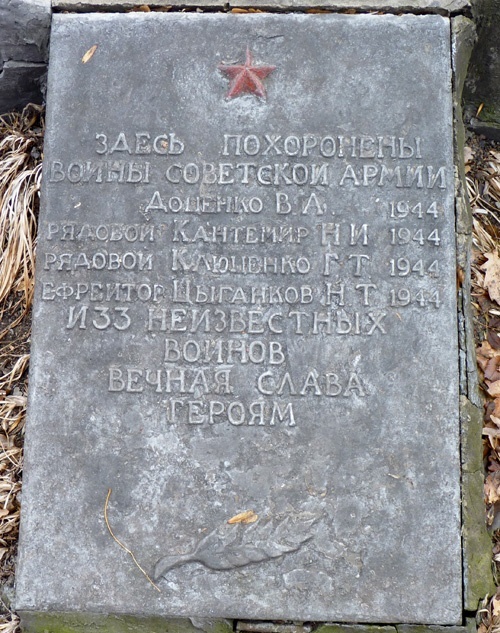 ЗДЕСЬ ПОХОРОНЕНЫ
ВОИНЫ СОВЕТСКОЙ АРМИИ
ДОЦЕНКО В А 1944
РЯДОВОЙ КАНТЕМИР Н И 1944
РЯДОВОЙ КЛЮЦЕНКО Г Т 1944
ЕФРЕЙТОР ЦЫГАНКОВ Н Т 1944
И 33 НЕИЗВЕСТНЫХ
ВОИНОВ
ВЕЧНАЯ СЛАВА
ГЕРОЯМ